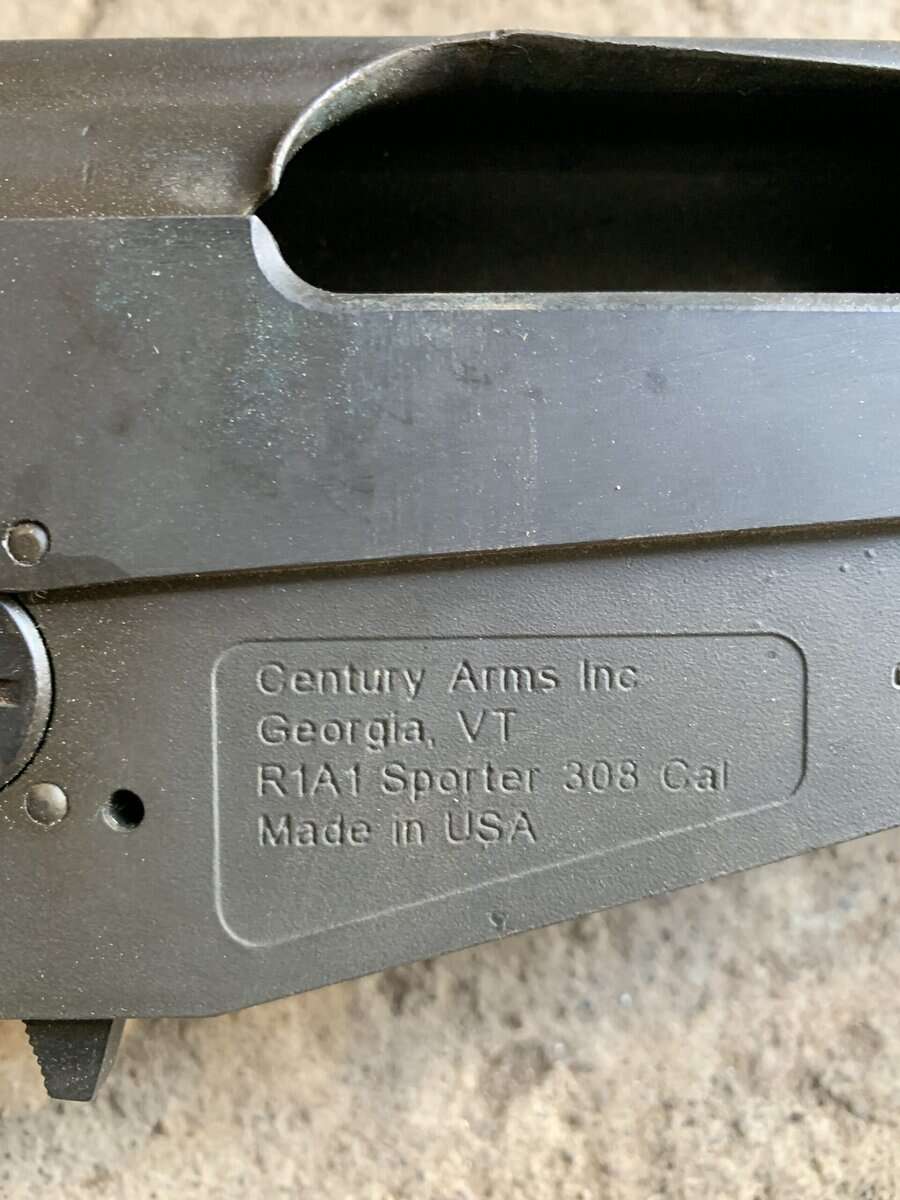 Century Arms Inc
Georgia, VT
R1A1 Sporter 308 Cal
Made in USA